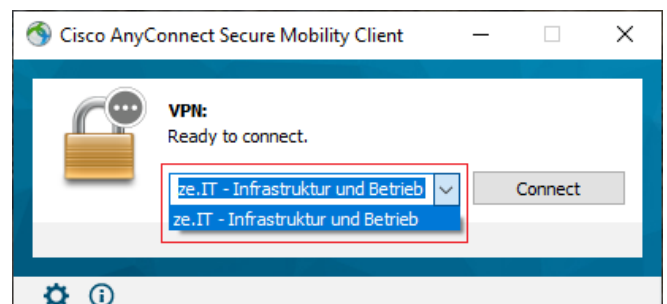 Cisco AnyConnect Secure Mobility Client
VPN:
Ready to connect.
ze.IT - Infrastruktur und Betrieb
Connect
ze.IT - Infrastruktur und Betrieb